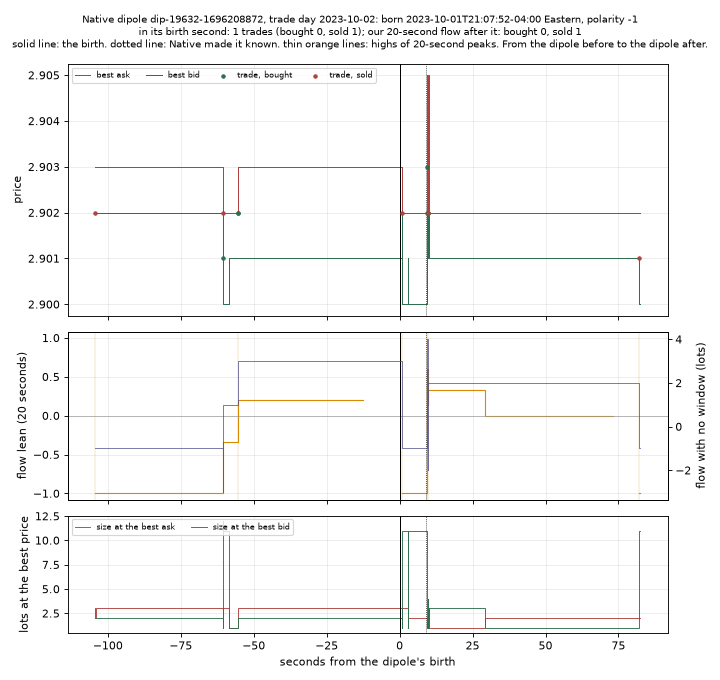 Native dipole dip-19632-1696208872, trade day 2023-10-02: born 2023-10-01T21:07:52-04:00 Eastern, polarity -1
in its birth second: 1 trades (bought 0, sold 1); our 20-second flow after it: bought 0, sold 1
solid line: the birth. dotted line: Native made it known. thin orange lines: highs of 20-second peaks. From the dipole before to the dipole after.
best ask
best bid
trade, bought
trade, sold
2.905
2.904
2.903
2.902
2.901
2.900
price
1.0
0.5
0.0
−0.5
−1.0
flow lean (20 seconds)
4
2
0
−2
flow with no window (lots)
size at the best ask
size at the best bid
12.5
10.0
7.5
5.0
2.5
lots at the best price
−100
−75
−50
−25
0
25
50
75
seconds from the dipole's birth